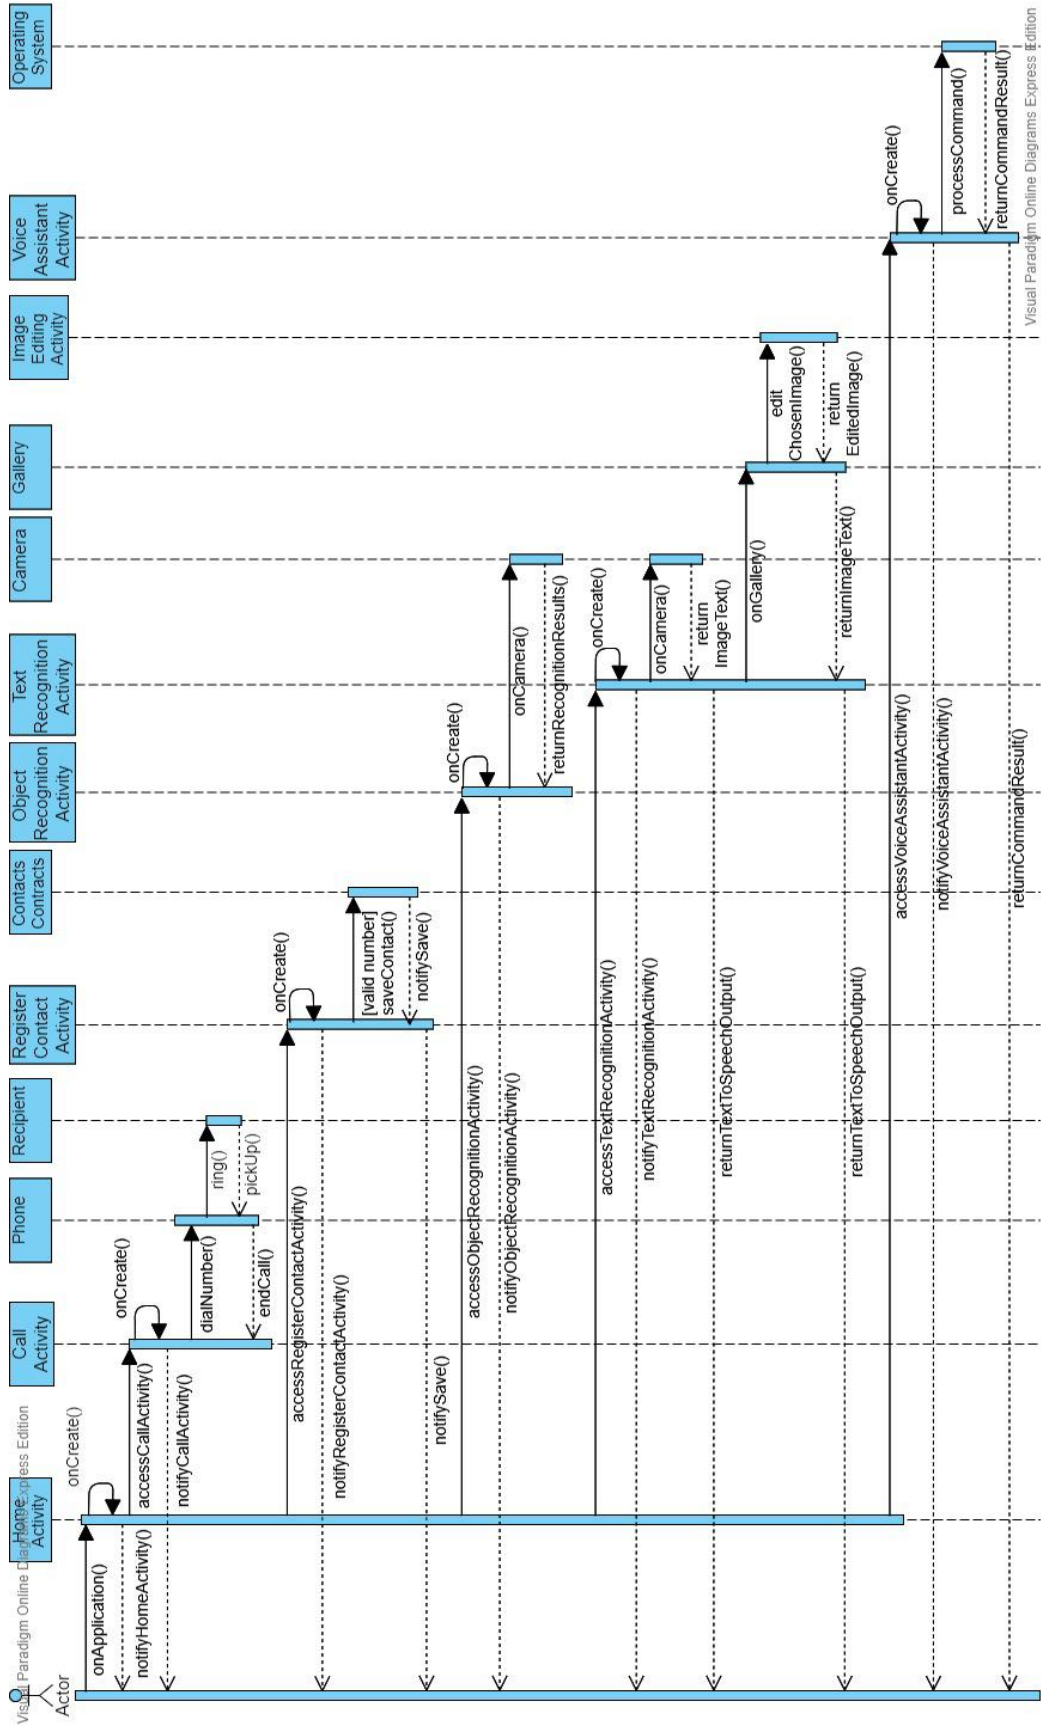 Visual Paradigm Online Diagrams Express Edition
Actor
Home
Activity
Call
Activity
Phone
Recipient
Register
Contact
Activity
Contacts
Contracts
Object
Recognition
Activity
Text
Recognition
Activity
Camera
Gallery
Image
Editing
Activity
Voice
Assistant
Activity
Operating
System
onApplication()
onCreate()
notifyHomeActivity()
accessCallActivity()
onCreate()
notifyCallActivity()
dialNumber()
ring()
pickUp()
endCall()
accessRegisterContactActivity()
onCreate()
notifyRegisterContactActivity()
[valid number]
saveContact()
notifySave()
notifySave()
accessObjectRecognitionActivity()
onCreate()
notifyObjectRecognitionActivity()
onCamera()
returnRecognitionResults()
accessTextRecognitionActivity()
onCreate()
notifyTextRecognitionActivity()
onCamera()
return
ImageText()
returnTextToSpeechOutput()
onGallery()
edit
ChosenImage()
return
EditedImage()
returnImageText()
returnTextToSpeechOutput()
accessVoiceAssistantActivity()
onCreate()
notifyVoiceAssistantActivity()
processCommand()
returnCommandResult()
returnCommandResult()
Visual Paradigm Online Diagrams Express Edition